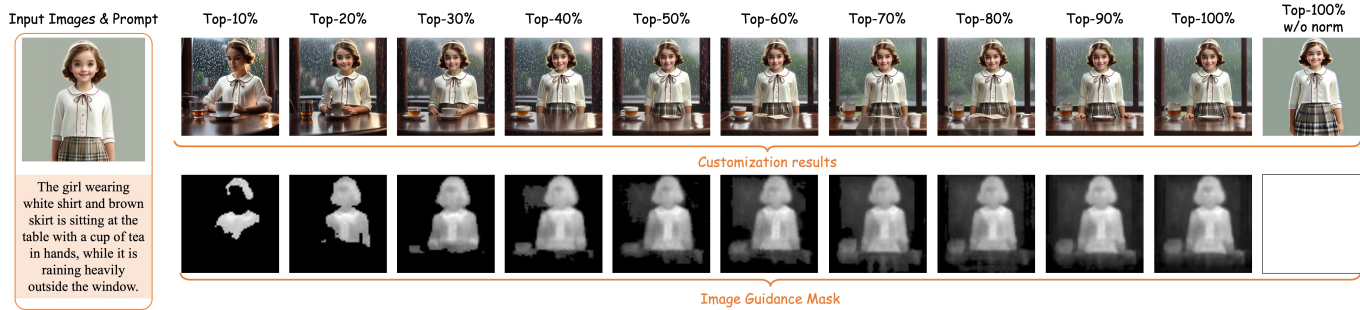 Input Images & Prompt
Top-10%
Top-20%
Top-30%
Top-40%
Top-50%
Top-60%
Top-70%
Top-80%
Top-90%
Top-100%
Top-100%
w/o norm
Customization results
The girl wearing
white shirt and brown
skirt is sitting at the
table with a cup of tea
in hands, while it is
raining heavily
outside the window.
Image Guidance Mask